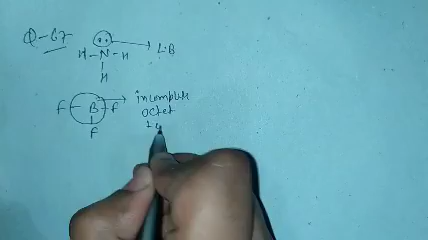 Q-67
L.B
H-N-H
H
incomplete
octet
F-B-F
F